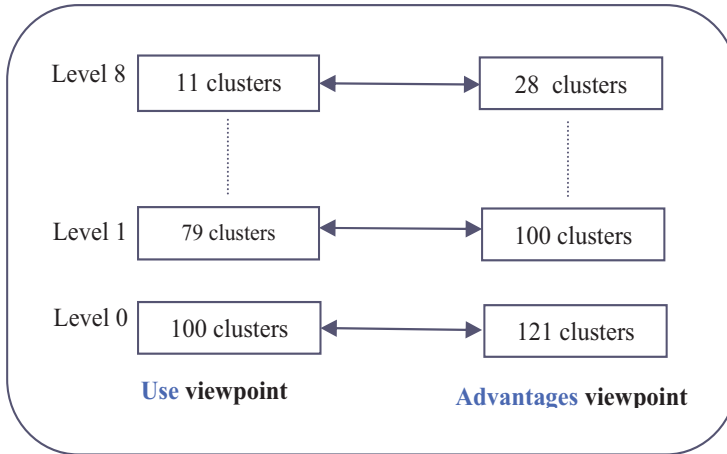 Level 8
11 clusters
28 clusters
Level 1
79 clusters
100 clusters
Level 0
100 clusters
121 clusters
Use viewpoint
Advantages viewpoint